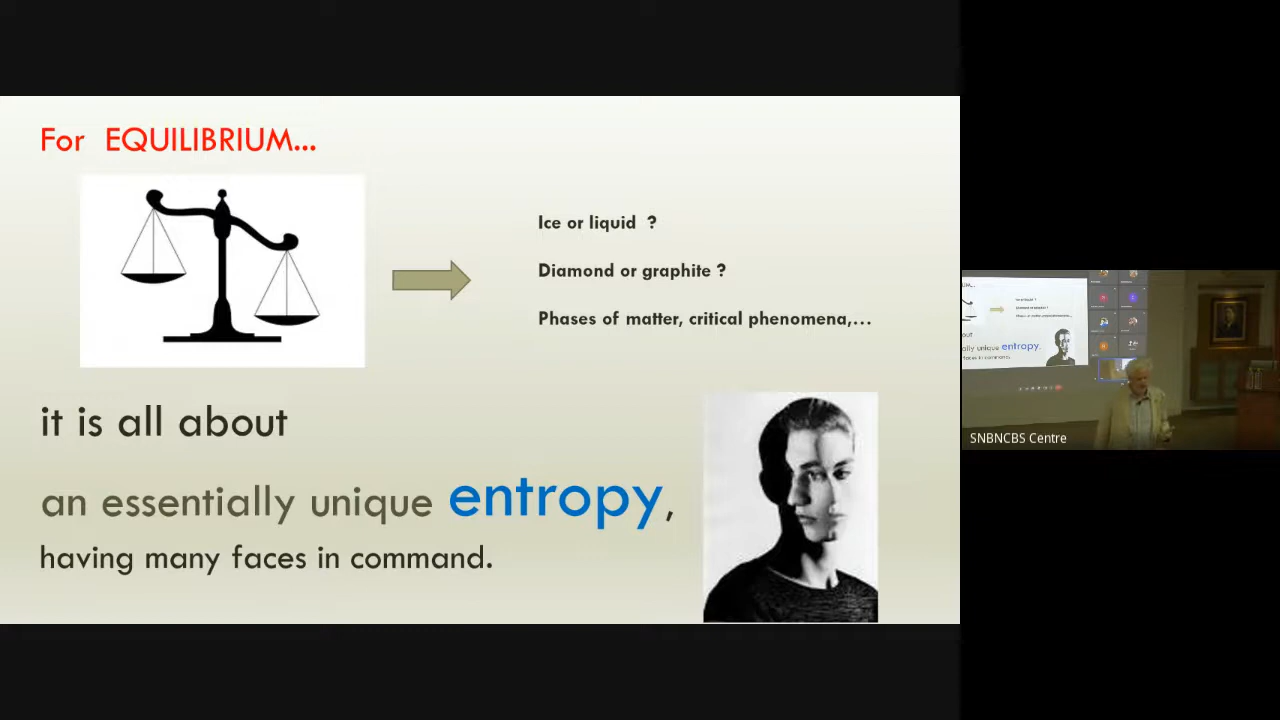 For EQUILIBRIUM...
Ice or liquid ?
Diamond or graphite ?
Phases of matter, critical phenomena,...
it is all about
an essentially unique entropy,
having many faces in command.
SNBNCBS Centre